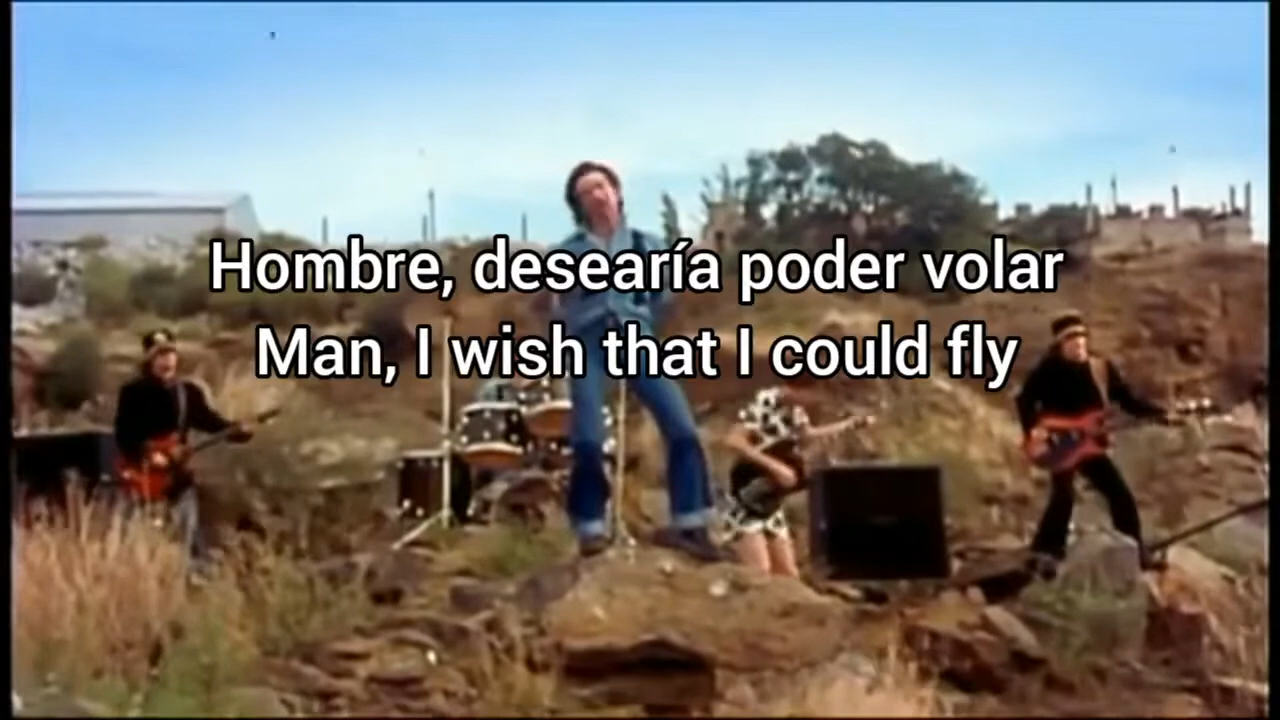 Hombre, desearía poder volar
Man, I wish that I could fly